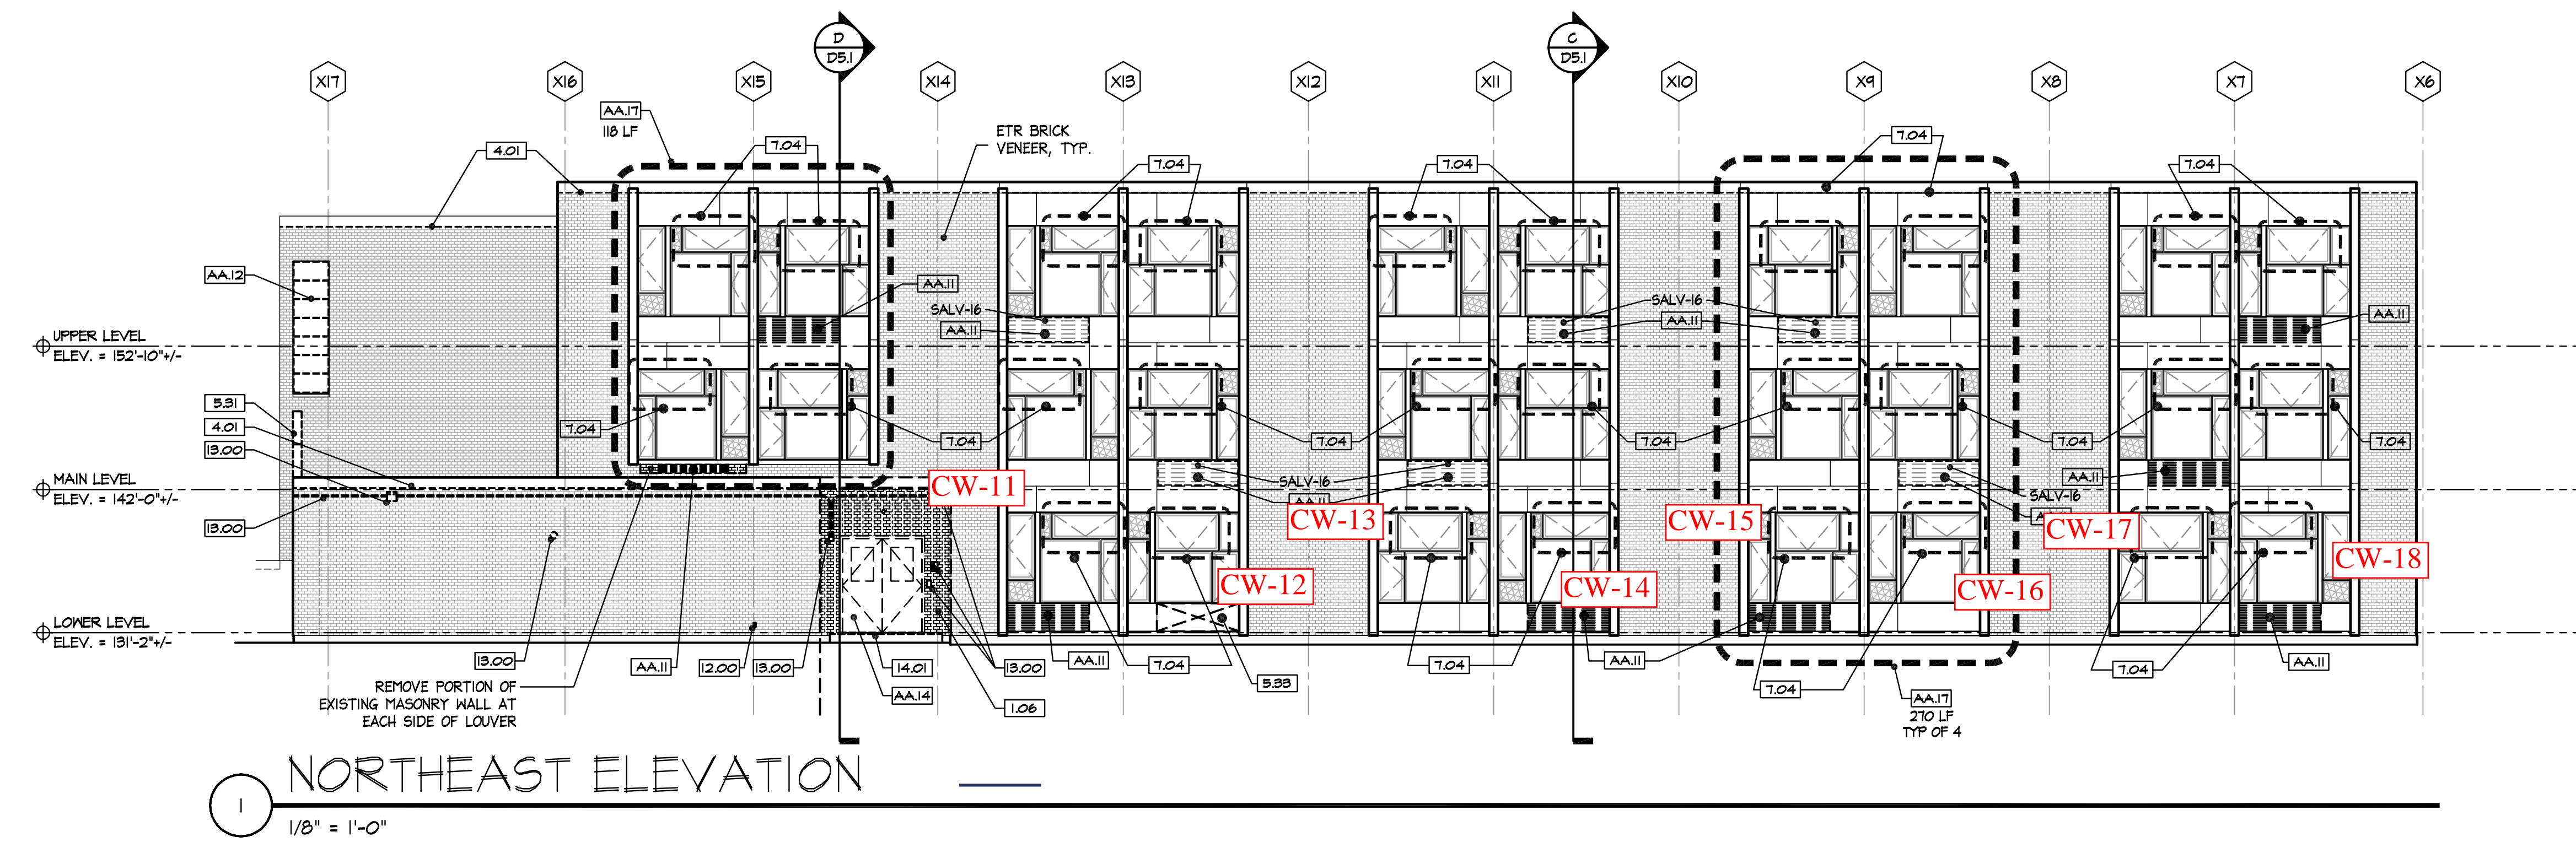 D
D5.1
C
D5.1
X17
X16
X15
X14
X13
X12
X11
X10
X9
X8
X7
X6
AA.17
118 LF
ETR BRICK
VENEER, TYP.
4.01
7.04
7.04
7.04
7.04
7.04
AA.12
AA.11
SALV-16
AA.11
SALV-16
AA.11
AA.11
UPPER LEVEL
ELEV. = 152'-10"+/-
5.31
4.01
13.00
7.04
7.04
7.04
7.04
7.04
7.04
MAIN LEVEL
ELEV. = 142'-0"+/-
13.00
CW-11
SALV-16
AA.11
CW-13
CW-15
AA.11
SALV-16
CW-17
CW-12
CW-14
CW-16
CW-18
LOWER LEVEL
ELEV. = 131'-2"+/-
13.00
AA.11
12.00
13.00
14.01
AA.14
13.00
1.06
AA.11
7.04
5.33
7.04
AA.11
7.04
AA.17
270 LF
TYP OF 4
7.04
AA.11
REMOVE PORTION OF
EXISTING MASONRY WALL AT
EACH SIDE OF LOUVER
1
NORTHEAST ELEVATION
1/8" = 1'-0"